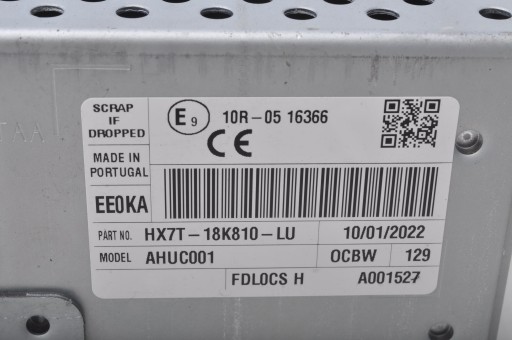 SCRAP
IF
DROPPED
E9 10R-05 16366
CE
MADE IN
PORTUGAL
EE0KA
PART NO. HX7T-18K810-LU 10/01/2022
MODEL AHUC001 OCBW 129
FDL0CS H A001527